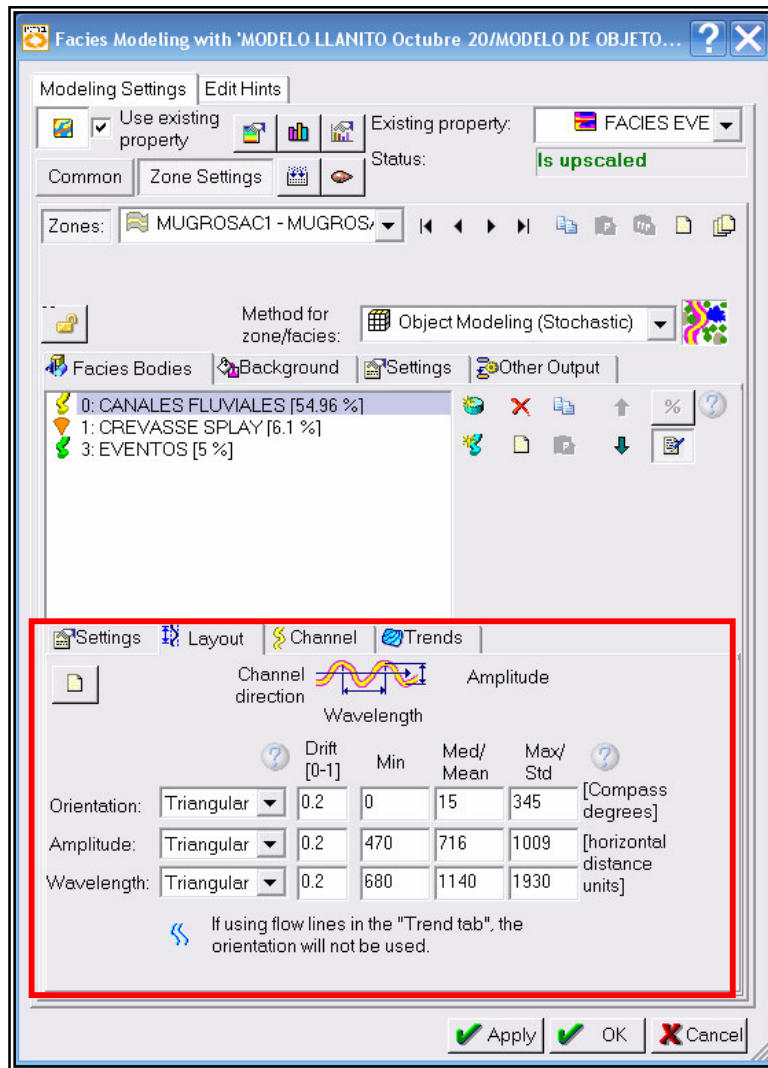 Facies Modeling with 'MODELO LLANITO Octubre 20/MODELO DE OBJETO...
Modeling Settings
Edit Hints
Use existing property
Existing property:
FACIES EVE
Status:
Is upscaled
Common
Zone Settings
Zones:
MUGROSAC1 - MUGROS
Method for zone/facies:
Object Modeling (Stochastic)
Facies Bodies
Background
Settings
Other Output
0: CANALES FLUVIALES [54.96 %]
1: CREVASSE SPLAY [6.1 %]
3: EVENTOS [5 %]
%
Settings
Layout
Channel
Trends
Channel direction
Amplitude
Wavelength
Drift [0-1]
Min
Med/ Mean
Max/ Std
Orientation: Triangular 0.2 0 15 345 [Compass degrees]
Amplitude: Triangular 0.2 470 716 1009 [horizontal distance units]
Wavelength: Triangular 0.2 680 1140 1930
If using flow lines in the "Trend tab", the
orientation will not be used.
Apply
OK
Cancel